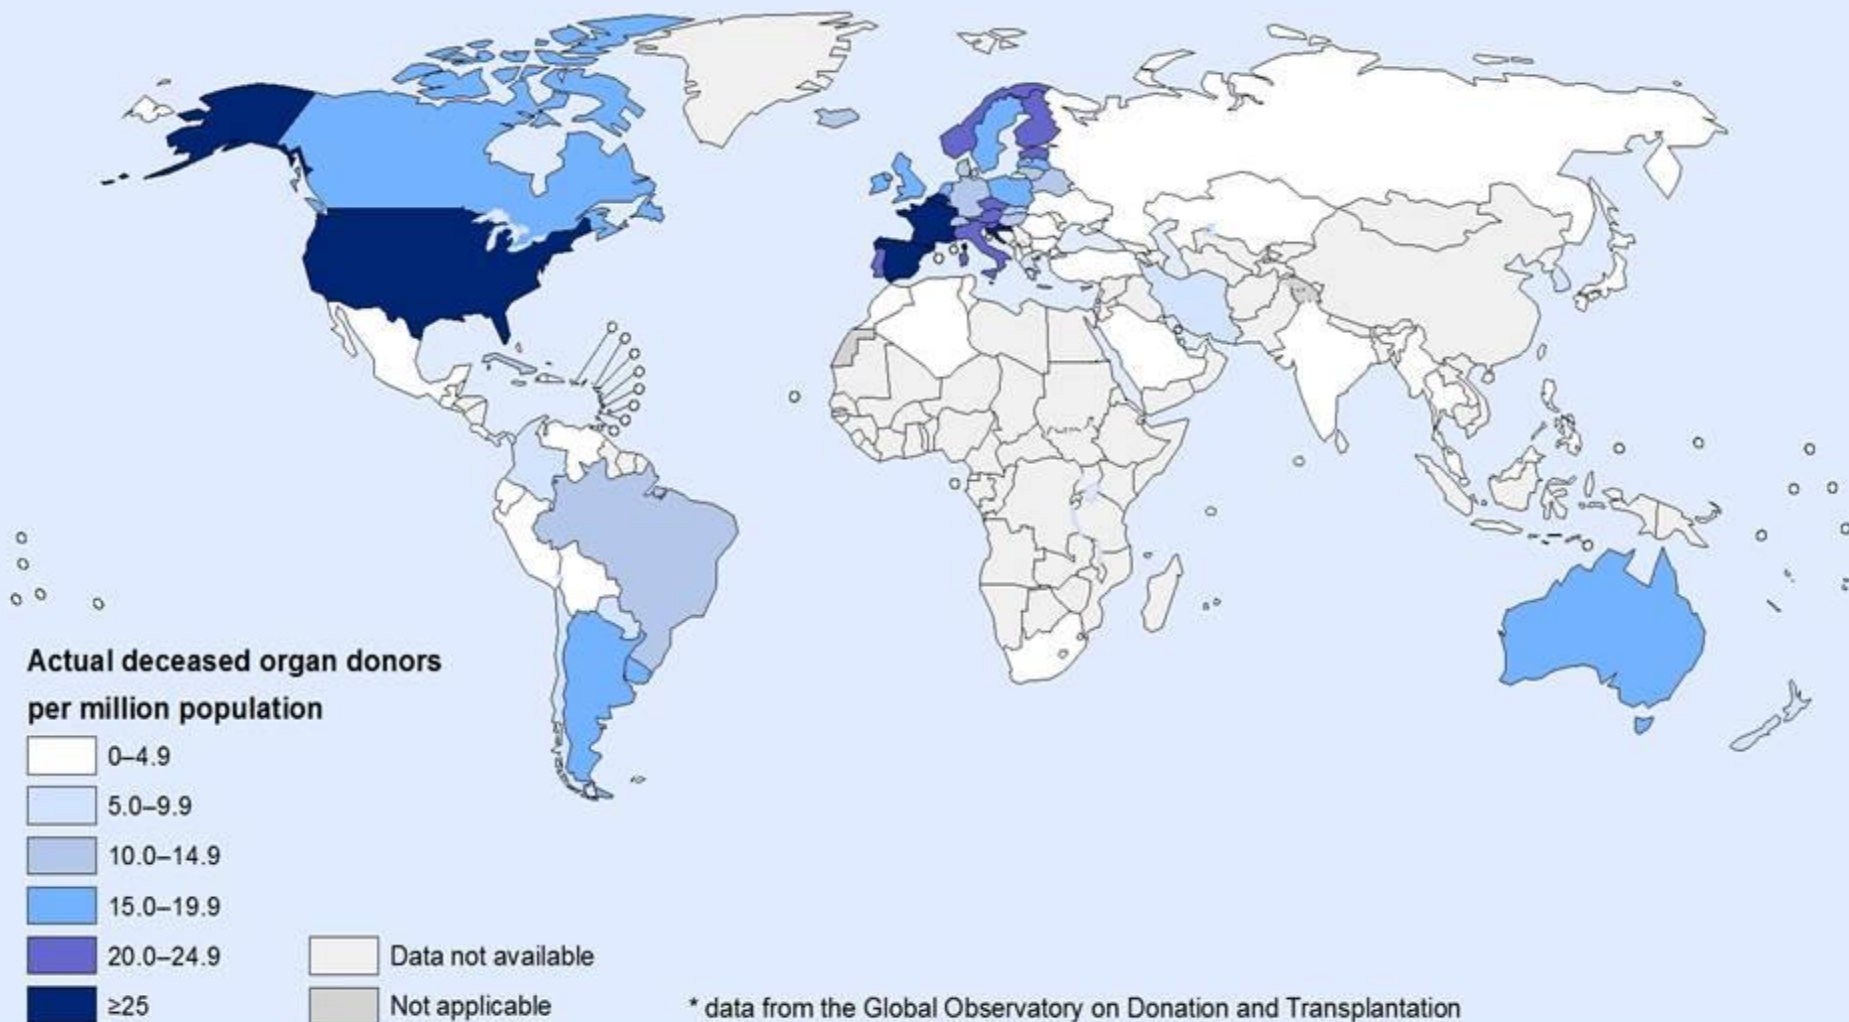 Actual deceased organ donors
per million population
0–4.9
5.0–9.9
10.0–14.9
15.0–19.9
20.0–24.9
≥25
Data not available
Not applicable
* data from the Global Observatory on Donation and Transplantation